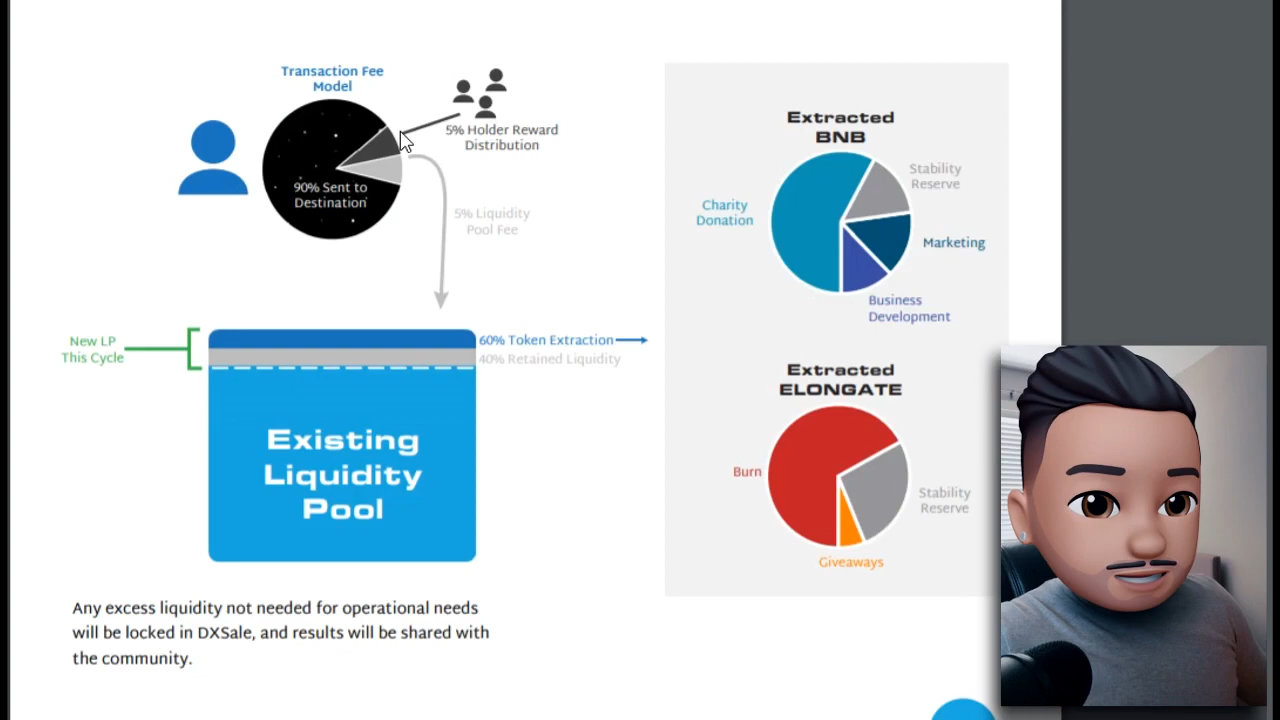 Transaction Fee
Model
90% Sent to
Destination
5% Holder Reward
Distribution
5% Liquidity
Pool Fee
New LP
This Cycle
60% Token Extraction
40% Retained Liquidity
Existing
Liquidity
Pool
Any excess liquidity not needed for operational needs
will be locked in DXSale, and results will be shared with
the community.
Extracted
BNB
Charity
Donation
Stability
Reserve
Marketing
Business
Development
Extracted
ELONGATE
Burn
Stability
Reserve
Giveaways